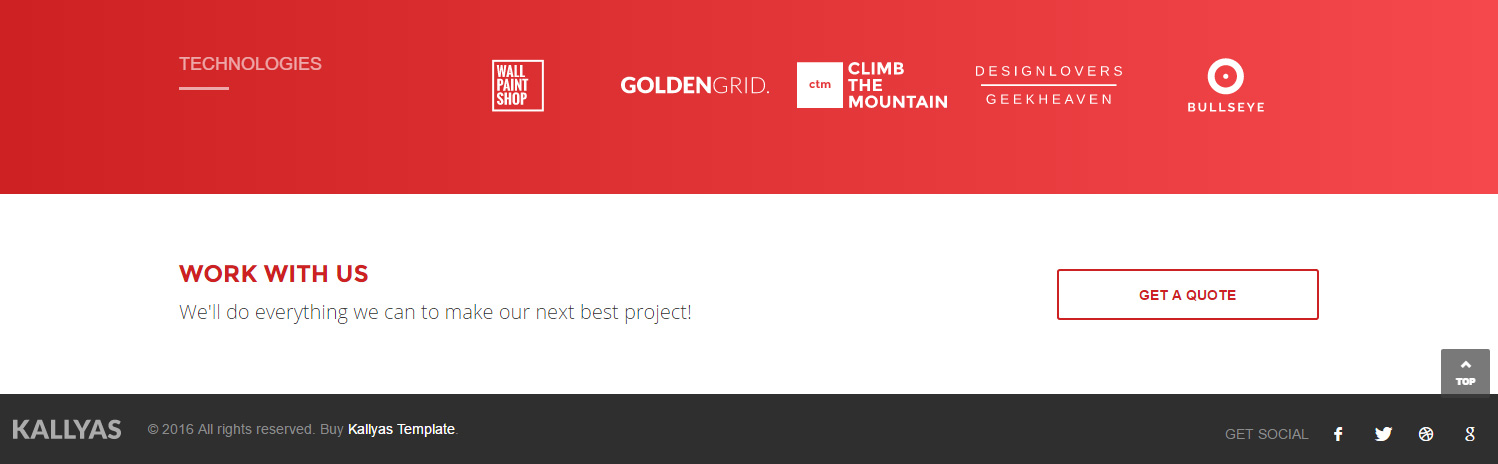 TECHNOLOGIES
WALL
PAINT
SHOP
GOLDENGRID.
ctm
CLIMB
THE
MOUNTAIN
DESIGNLOVERS
GEEKHEAVEN
BULLSEYE
WORK WITH US
We'll do everything we can to make our next best project!
GET A QUOTE
TOP
KALLYAS
© 2016 All rights reserved. Buy Kallyas Template.
GET SOCIAL